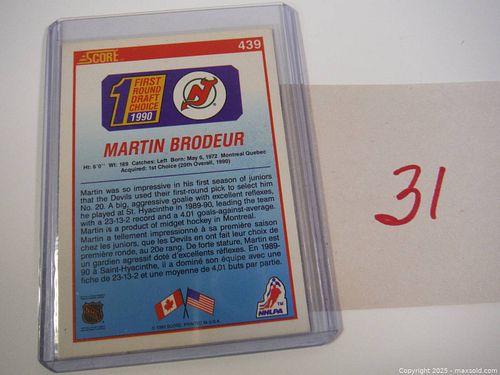 SCORE
439
1
FIRST
ROUND
DRAFT
CHOICE
1990
MARTIN BRODEUR
Ht: 6'0" Wt: 189 Catches: Left Born: May 6, 1972 Montreal Quebec
Acquired: 1st Choice (20th Overall, 1990)
Martin was so impressive in his first season of juniors
that the Devils used their first-round pick to select him
No. 20. A big, aggressive goalie with excellent reflexes,
he played at St. Hyacinthe in 1989-90, leading the team
with a 23-13-2 record and a 4.01 goals-against-average.
Martin is a product of midget hockey in Montreal.
Martin a tellement impressionné à sa première saison
chez les juniors, que les Devils en ont fait leur choix de
première ronde, au 20e rang. De forte stature, Martin est
un gardien agressif doté d'excellents réflexes. En 1989-
90 à Saint-Hyacinthe, il a dominé son équipe avec une
fiche de 23-13-2 et une moyenne de 4,01 buts par partie.
NHL
TM
NHLPA
© 1990 SCORE, PRINTED IN U.S.A.
31
Copyright 2025 - maxsold.com